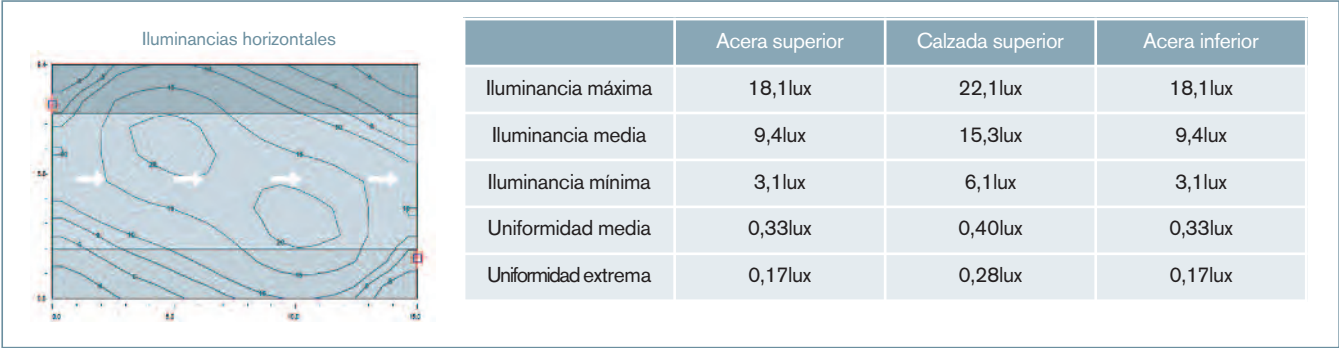 Iluminancias horizontales
Acera superior Calzada superior Acera inferior
Iluminancia máxima 18,1lux 22,1lux 18,1lux
Iluminancia media 9,4lux 15,3lux 9,4lux
Iluminancia mínima 3,1lux 6,1lux 3,1lux
Uniformidad media 0,33lux 0,40lux 0,33lux
Uniformidad extrema 0,17lux 0,28lux 0,17lux